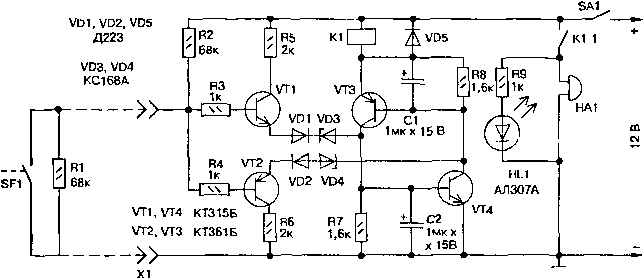 VD1, VD2, VD5
Д223
VD3, VD4
КС168А
R2
68к
R5
2к
K1
VD5
SA1
+
K1.1
R3
1к
VT1
VT3
R8
1,6к
R9
1к
HA1
VD1 VD3
+
C1
1мк x 15 В
12 В
SF1
R1
68к
R4
1к
VT2
VD2 VD4
HL1
АЛ307А
VT1, VT4 КТ315Б
VT2, VT3 КТ361Б
R6
2к
R7
1,6к
+
C2
1мк x
x 15В
VT4
X1
−